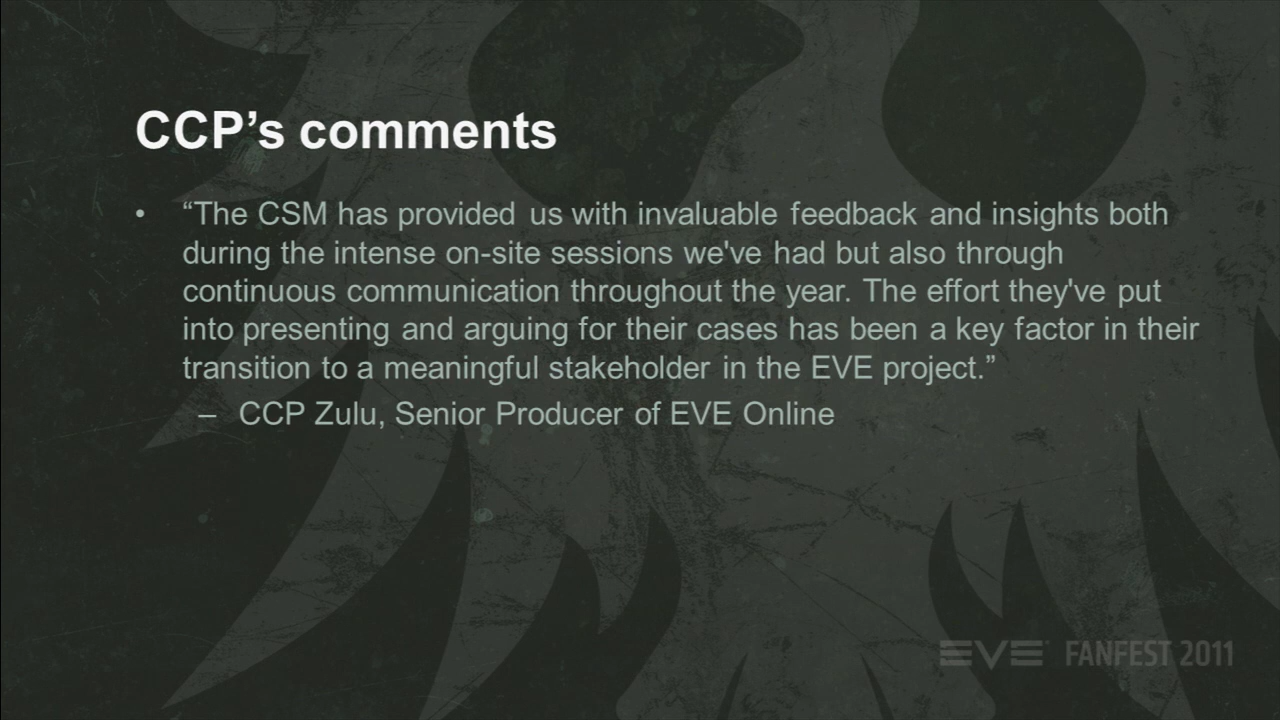 CCP’s comments
• “The CSM has provided us with invaluable feedback and insights both
during the intense on-site sessions we've had but also through
continuous communication throughout the year. The effort they've put
into presenting and arguing for their cases has been a key factor in their
transition to a meaningful stakeholder in the EVE project.”
– CCP Zulu, Senior Producer of EVE Online
EVE FANFEST 2011